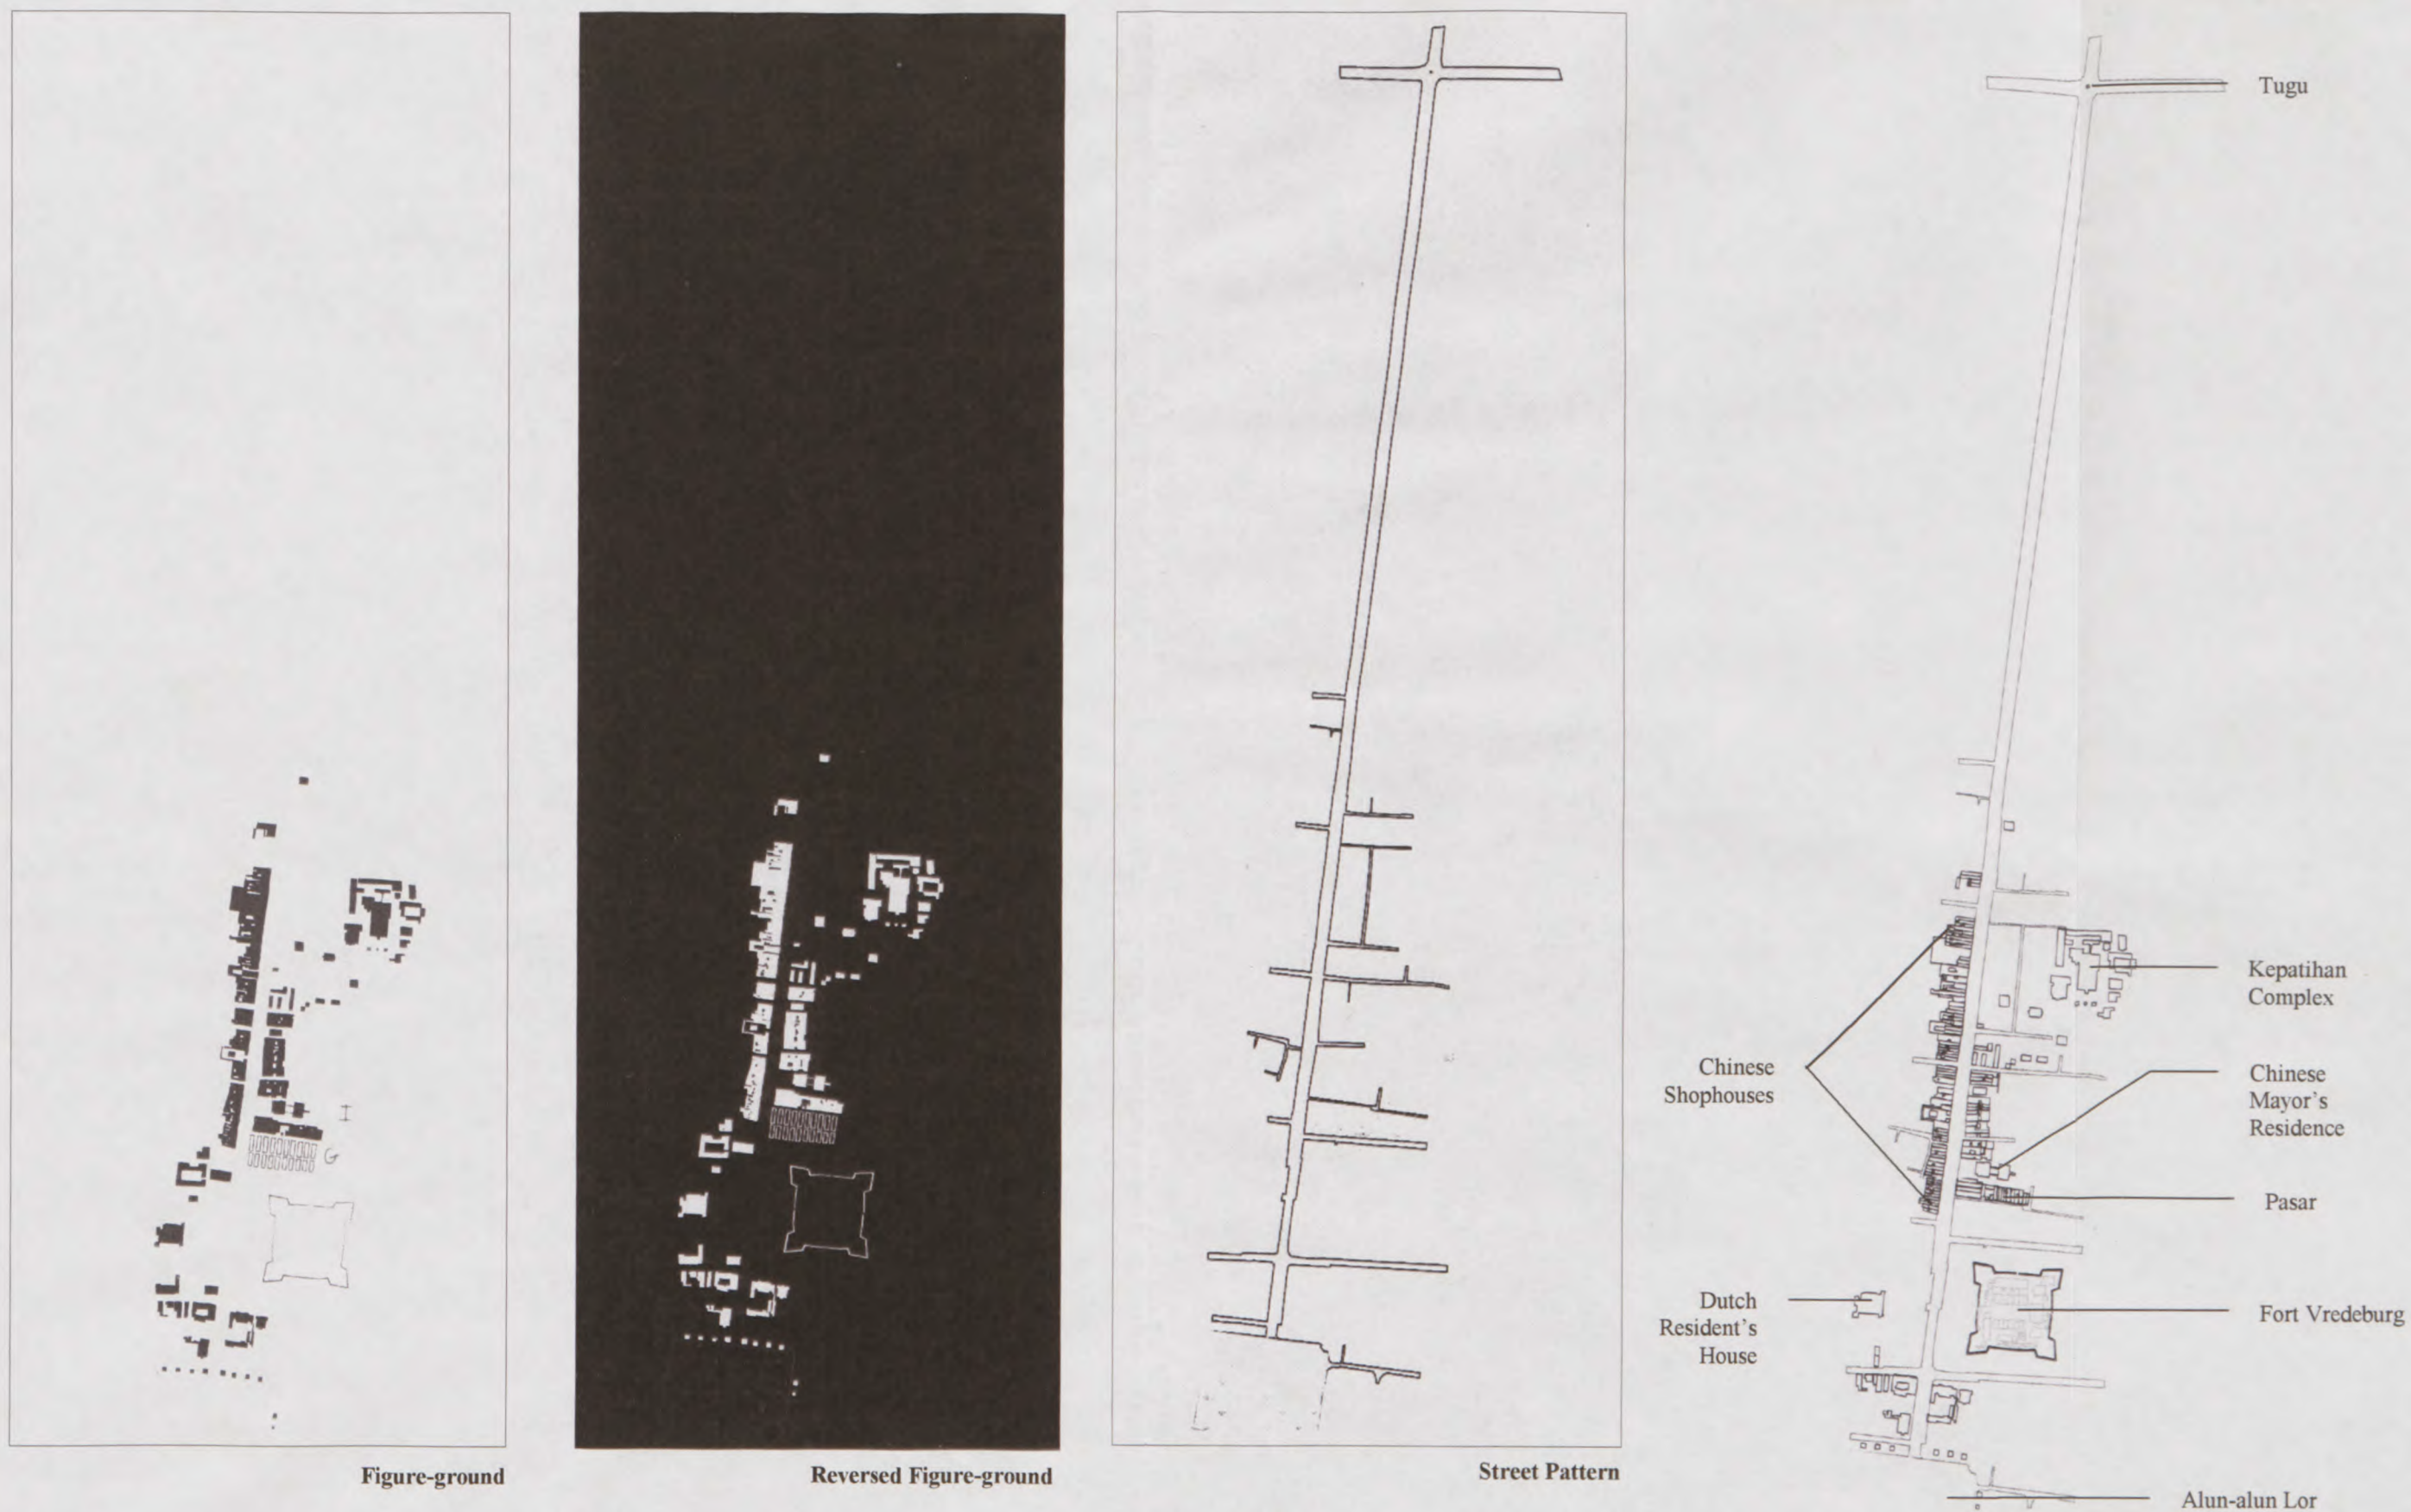 Figure-ground
Reversed Figure-ground
Street Pattern
Tugu
Kepatihan
Complex
Chinese
Shophouses
Chinese
Mayor's
Residence
Pasar
Dutch
Resident's
House
Fort Vredeburg
Alun-alun Lor